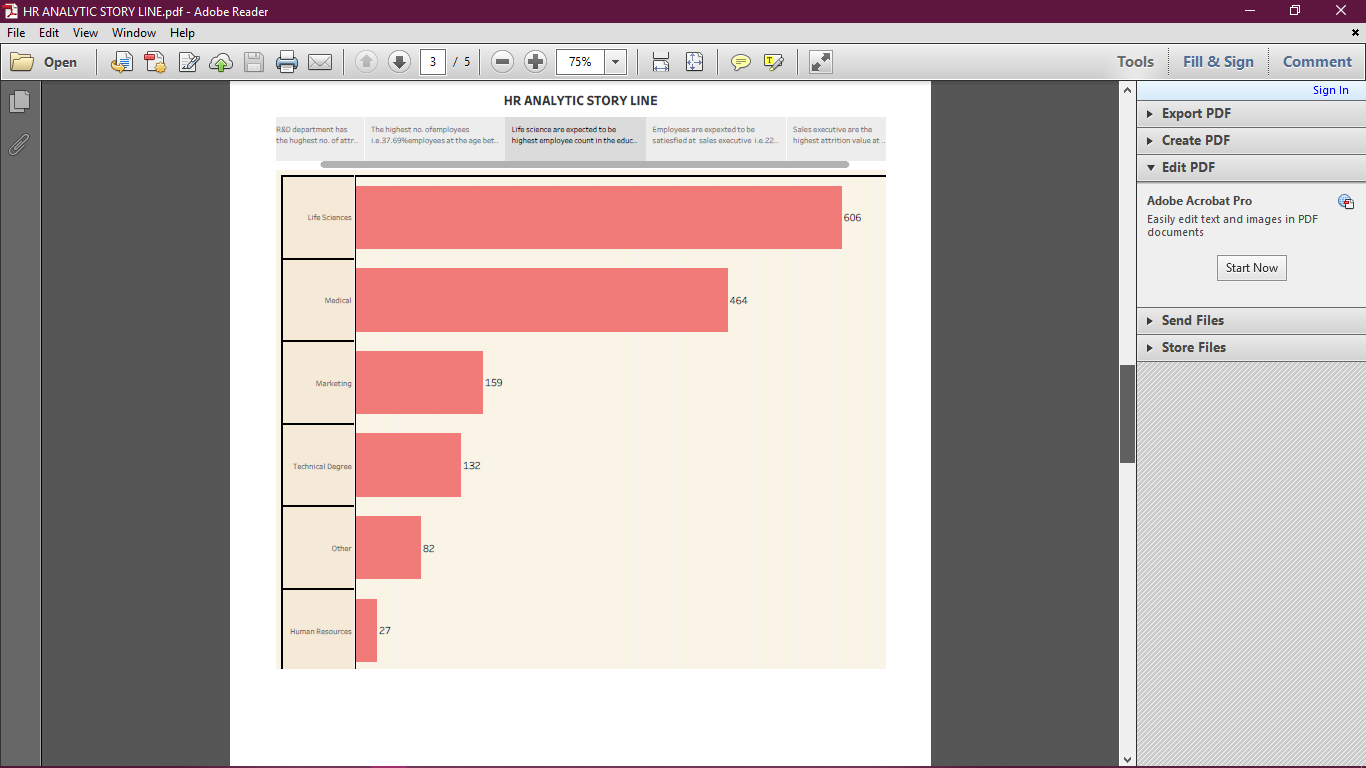 HR ANALYTIC STORY LINE.pdf - Adobe Reader
File Edit View Window Help
Open 3 / 5 75% Tools Fill & Sign Comment
Sign In
Export PDF
Create PDF
Edit PDF
Adobe Acrobat Pro
Easily edit text and images in PDF
documents
Start Now
Send Files
Store Files
HR ANALYTIC STORY LINE
R&D department has
the hughest no. of attr..
The highest no. ofemployees
i.e.37.69%employees at the age bet..
Life science are expected to be
highest employee count in the educ..
Employees are expexted to be
satiesfied at sales executive i.e.22...
Sales executive are the
highest attrition value at ..
Life Sciences 606
Medical 464
Marketing 159
Technical Degree 132
Other 82
Human Resources 27